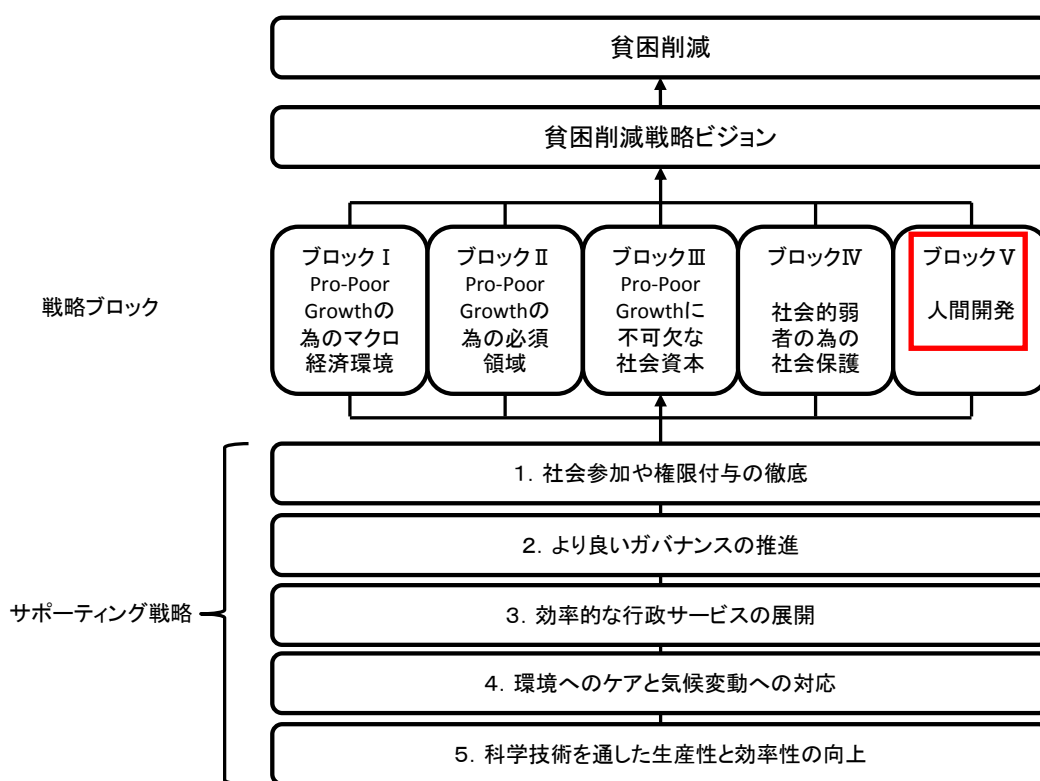 貧困削減
貧困削減戦略ビジョン
戦略ブロック
ブロックⅠ
Pro-Poor
Growthの
為のマクロ
経済環境
ブロックⅡ
Pro-Poor
Growthの
為の必須
領域
ブロックⅢ
Pro-Poor
Growthに
不可欠な
社会資本
ブロックⅣ
社会的弱
者の為の
社会保護
ブロックⅤ
人間開発
サポーティング戦略
1．社会参加や権限付与の徹底
2．より良いガバナンスの推進
3．効率的な行政サービスの展開
4．環境へのケアと気候変動への対応
5．科学技術を通した生産性と効率性の向上